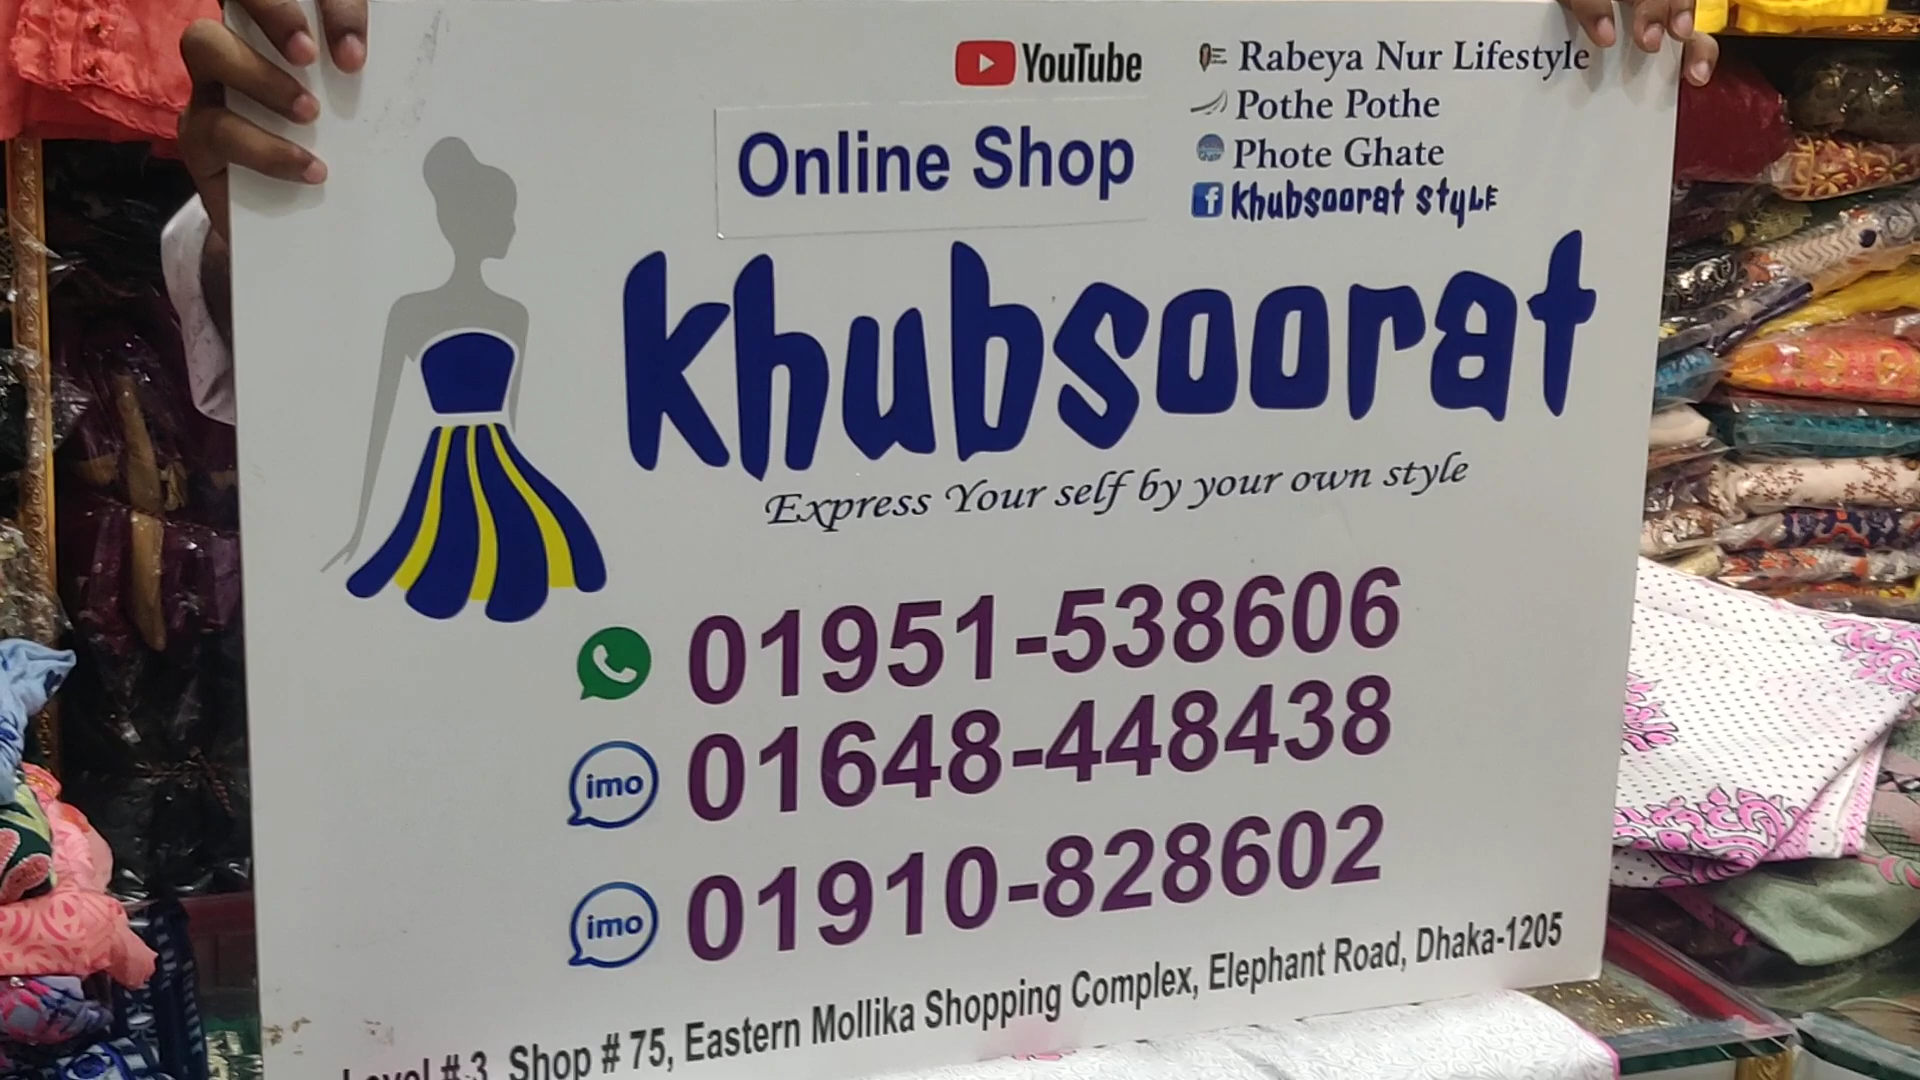 YouTube
Rabeya Nur Lifestyle
Pothe Pothe
Phote Ghate
khubsoorat style
Online Shop
khubsoorat
Express Your self by your own style
01951-538606
imo 01648-448438
imo 01910-828602
Level # 3, Shop # 75, Eastern Mollika Shopping Complex, Elephant Road, Dhaka-1205